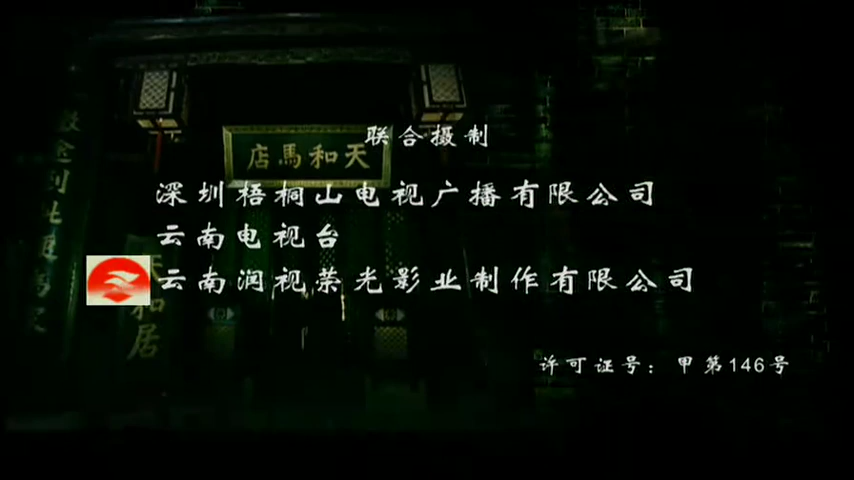 联合摄制
天和馬店
深圳梧桐山电视广播有限公司
云南电视台
云南润视荣光影业制作有限公司
和居
许可证号：甲第146号